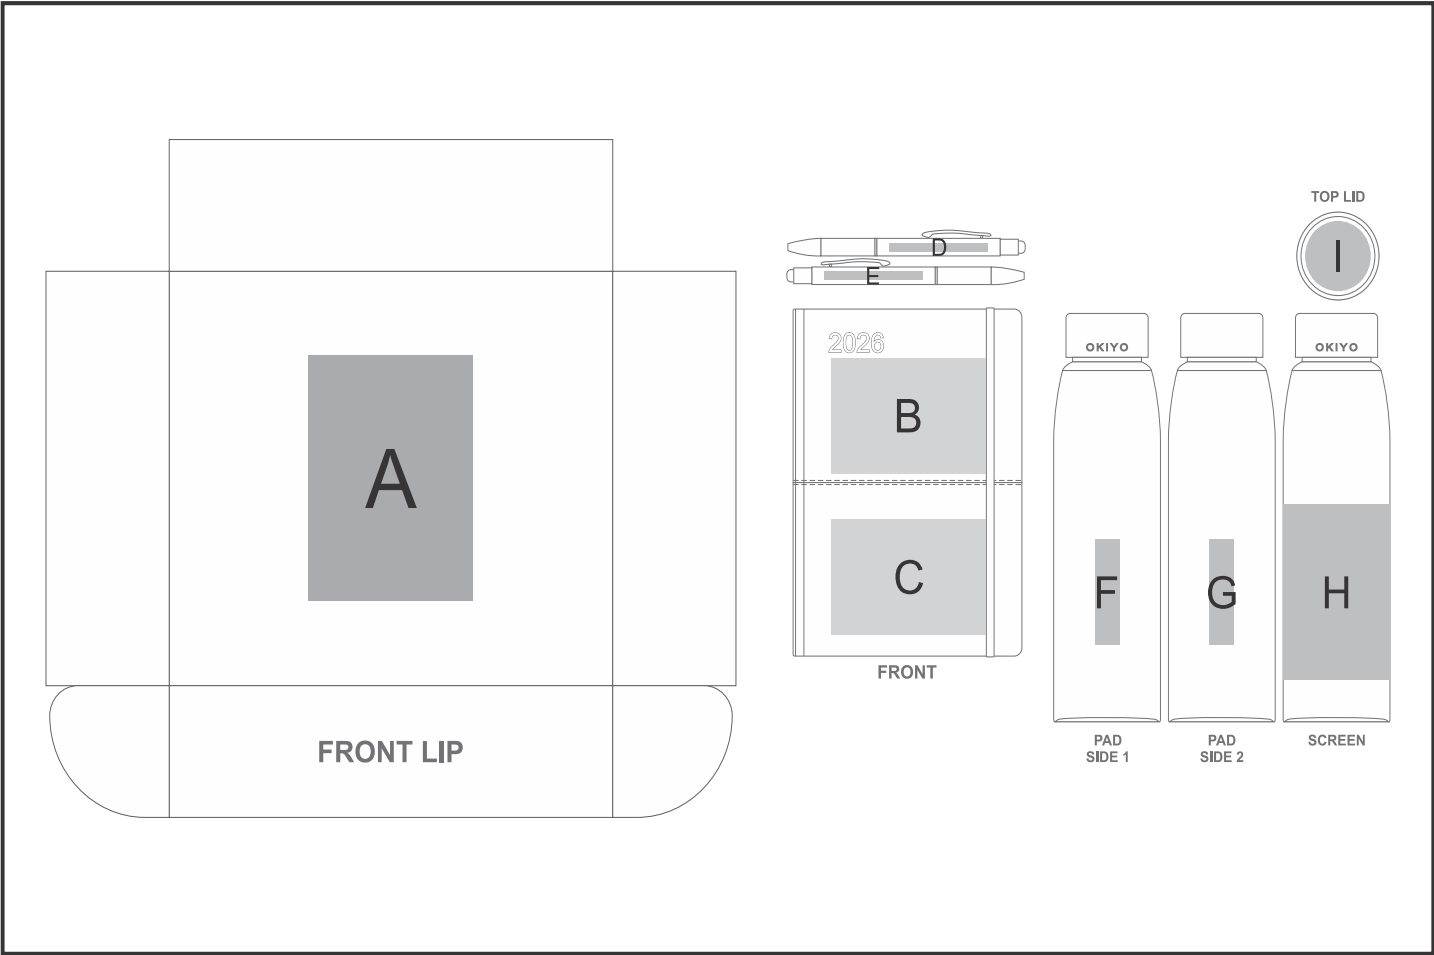 A
FRONT LIP
D
E
2026
B
C
FRONT
TOP LID
I
OKIYO
OKIYO
F
G
H
PAD
SIDE 1
PAD
SIDE 2
SCREEN